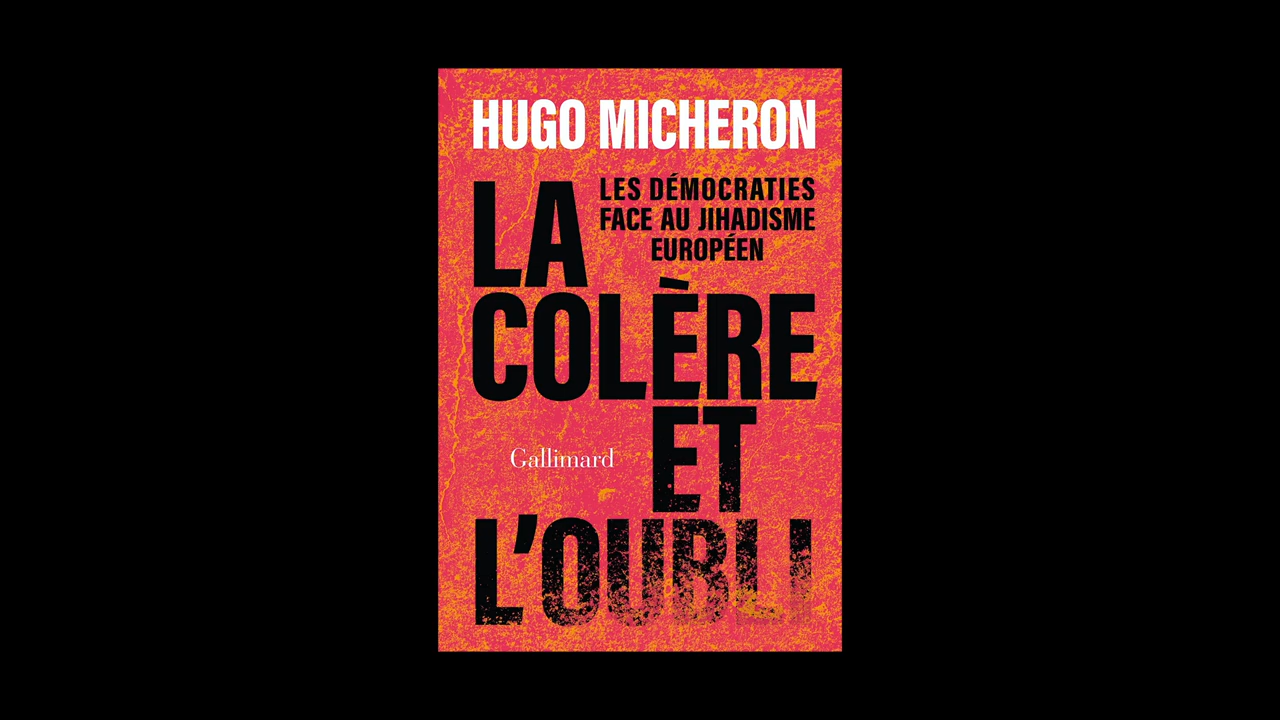 HUGO MICHERON
LES DÉMOCRATIES
FACE AU JIHADISME
EUROPÉEN
LA
COLÈRE
ET
Gallimard
L'OUBLI